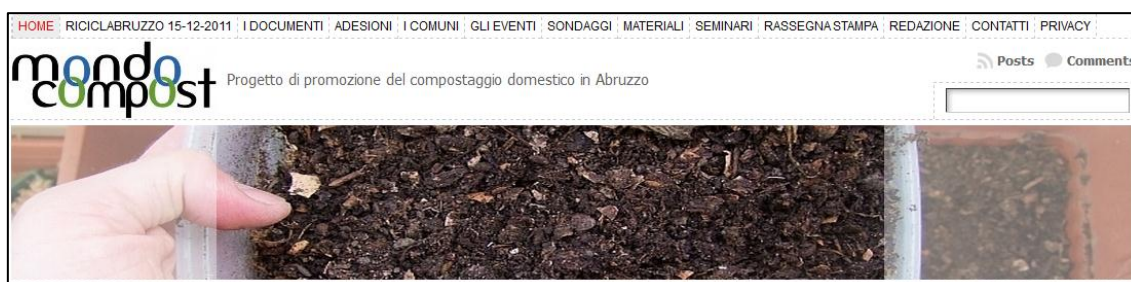 HOME RICICLABRUZZO 15-12-2011 I DOCUMENTI ADESIONI I COMUNI GLI EVENTI SONDAGGI MATERIALI SEMINARI RASSEGNA STAMPA REDAZIONE CONTATTI PRIVACY
mondo
compost
Progetto di promozione del compostaggio domestico in Abruzzo
Posts Comments